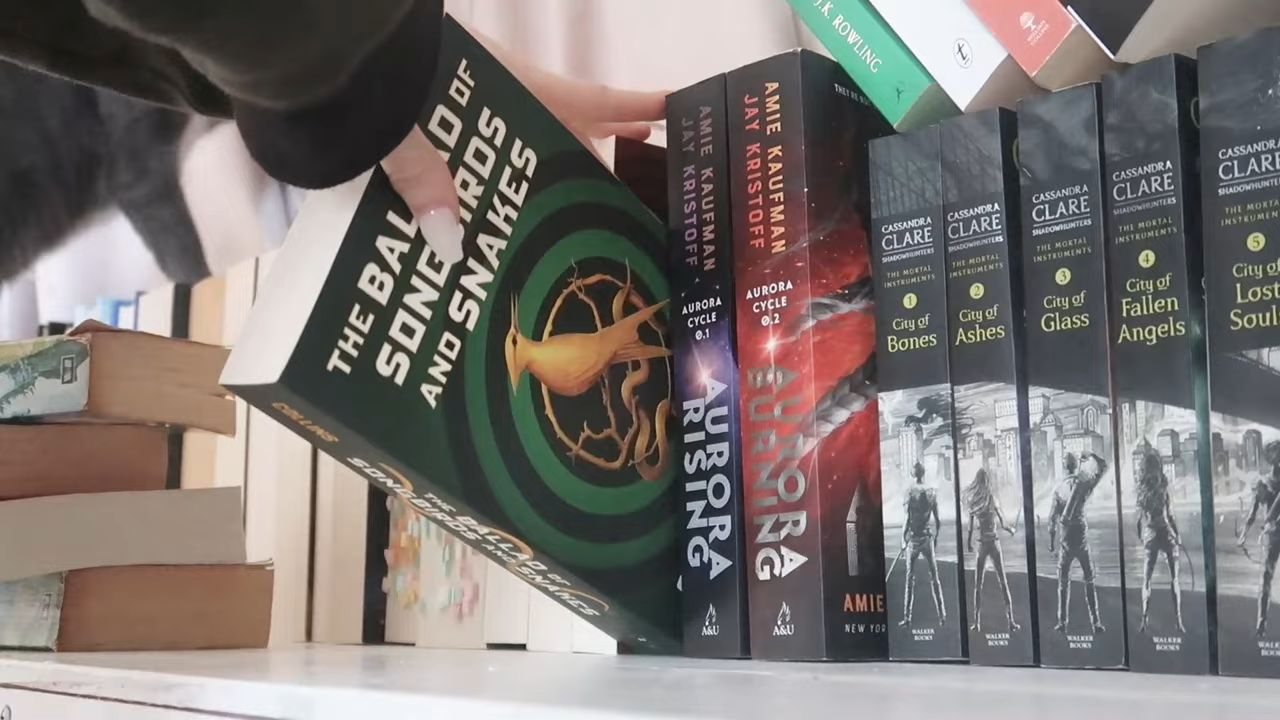 THE BALLAD OF
SONGBIRDS
AND SNAKES
COLLINS
THE BALLAD OF
SONGBIRDS AND SNAKES
AMIE KAUFMAN
JAY KRISTOFF
AURORA
CYCLE
0.1
AURORA
RISING
A&U
AMIE KAUFMAN
JAY KRISTOFF
AURORA
CYCLE
0.2
AURORA
BURNING
A&U
AMIE
NEW YOR
J.K. ROWLING
t
CASSANDRA
CLARE
SHADOWHUNTERS
THE MORTAL
INSTRUMENTS
1
City of
Bones
WALKER
BOOKS
CASSANDRA
CLARE
SHADOWHUNTERS
THE MORTAL
INSTRUMENTS
2
City of
Ashes
WALKER
BOOKS
CASSANDRA
CLARE
SHADOWHUNTERS
THE MORTAL
INSTRUMENTS
3
City of
Glass
WALKER
BOOKS
CASSANDRA
CLARE
SHADOWHUNTERS
THE MORTAL
INSTRUMENTS
4
City of
Fallen
Angels
WALKER
BOOKS
CASSANDRA
CLARE
SHADOWHUNTERS
THE MORTA
INSTRUMEN
5
City of
Lost
Souls